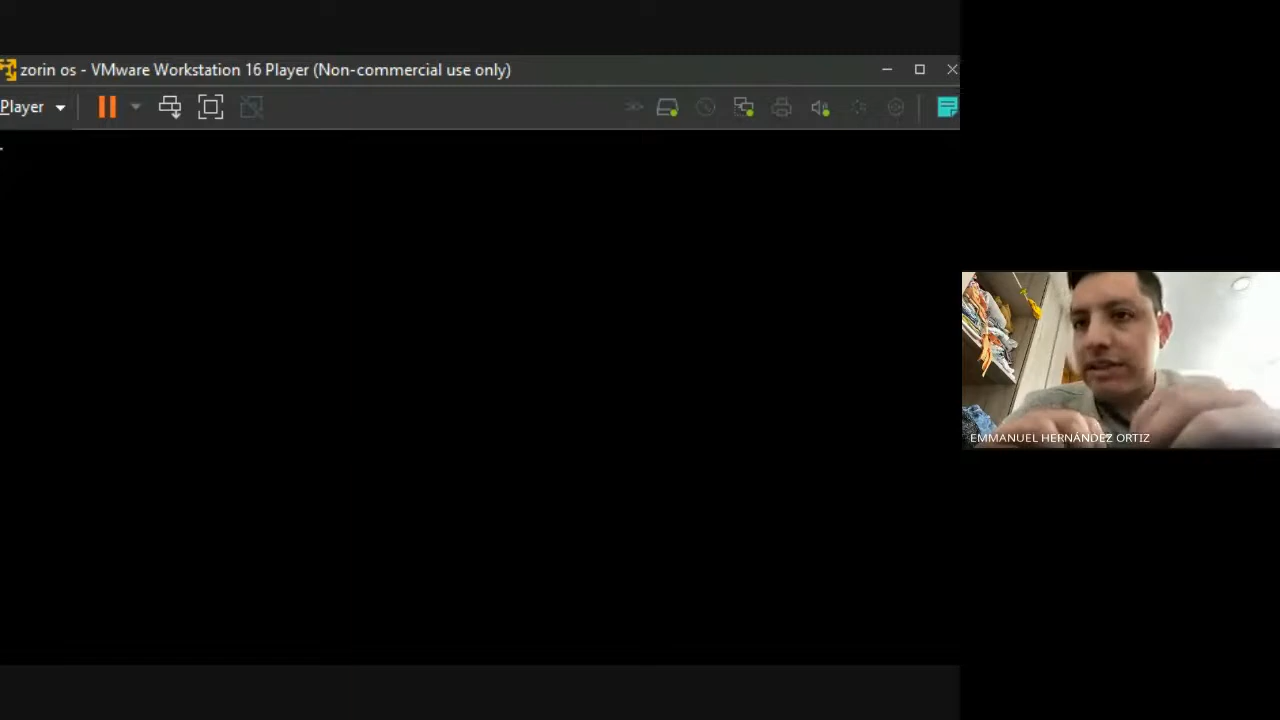 zorin os - VMware Workstation 16 Player (Non-commercial use only)
Player
EMMANUEL HERNÁNDEZ ORTIZ